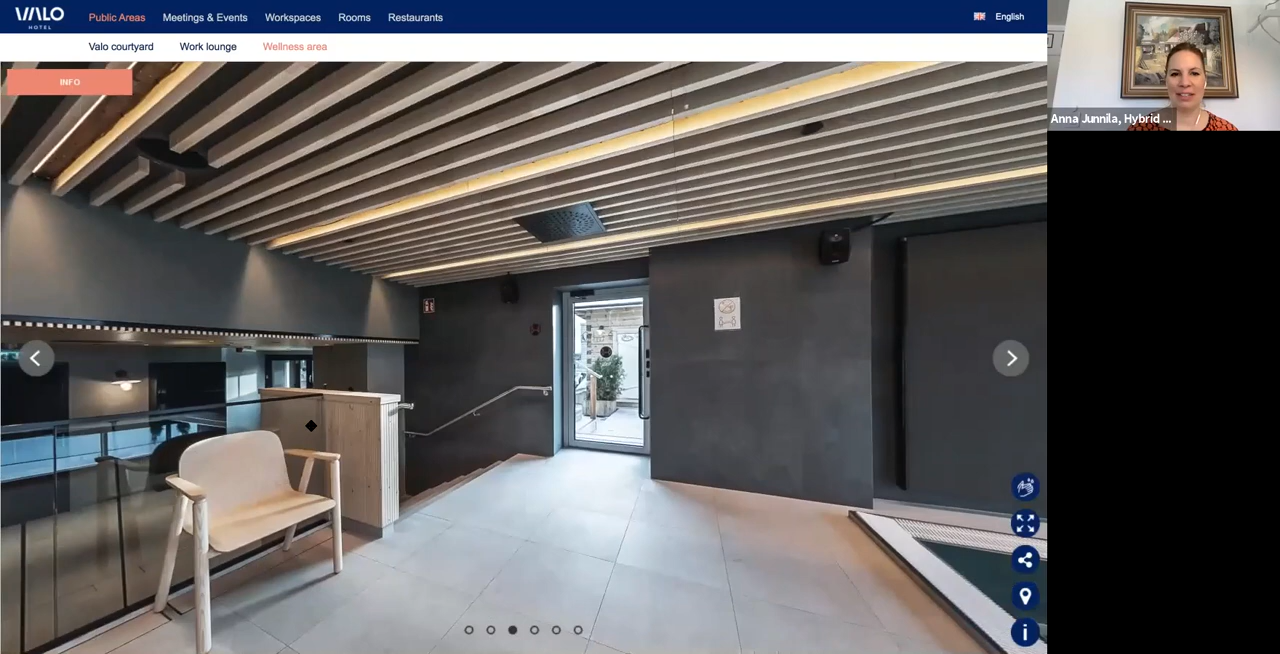 VALO
HOTEL
Public Areas
Meetings & Events
Workspaces
Rooms
Restaurants
English
Valo courtyard
Work lounge
Wellness area
INFO
Anna Junnila, Hybrid ...